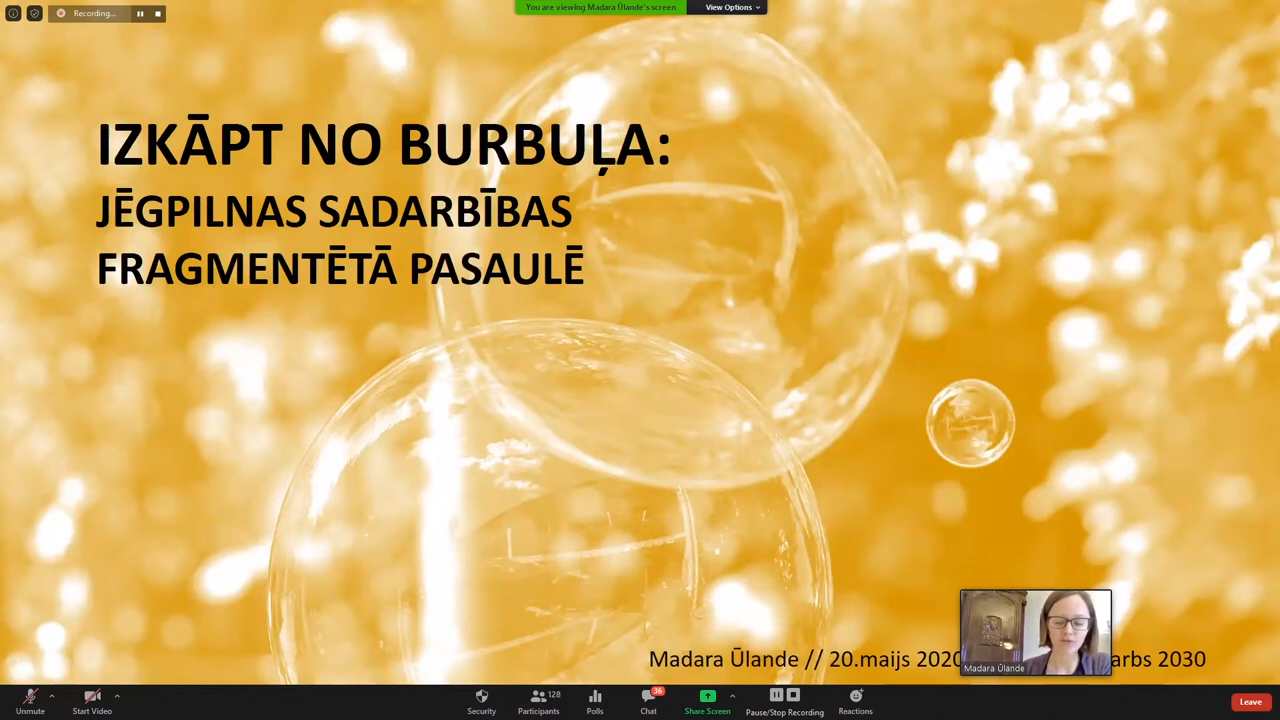 Recording...
You are viewing Madara Ūlande's screen
View Options
IZKĀPT NO BURBUĻA:
JĒGPILNAS SADARBĪBAS
FRAGMENTĒTĀ PASAULĒ
Madara Ūlande // 20.maijs 2020
arbs 2030
Madara Ūlande
Unmute
Start Video
Security
Participants
128
Polls
Chat
36
Share Screen
Pause/Stop Recording
Reactions
Leave